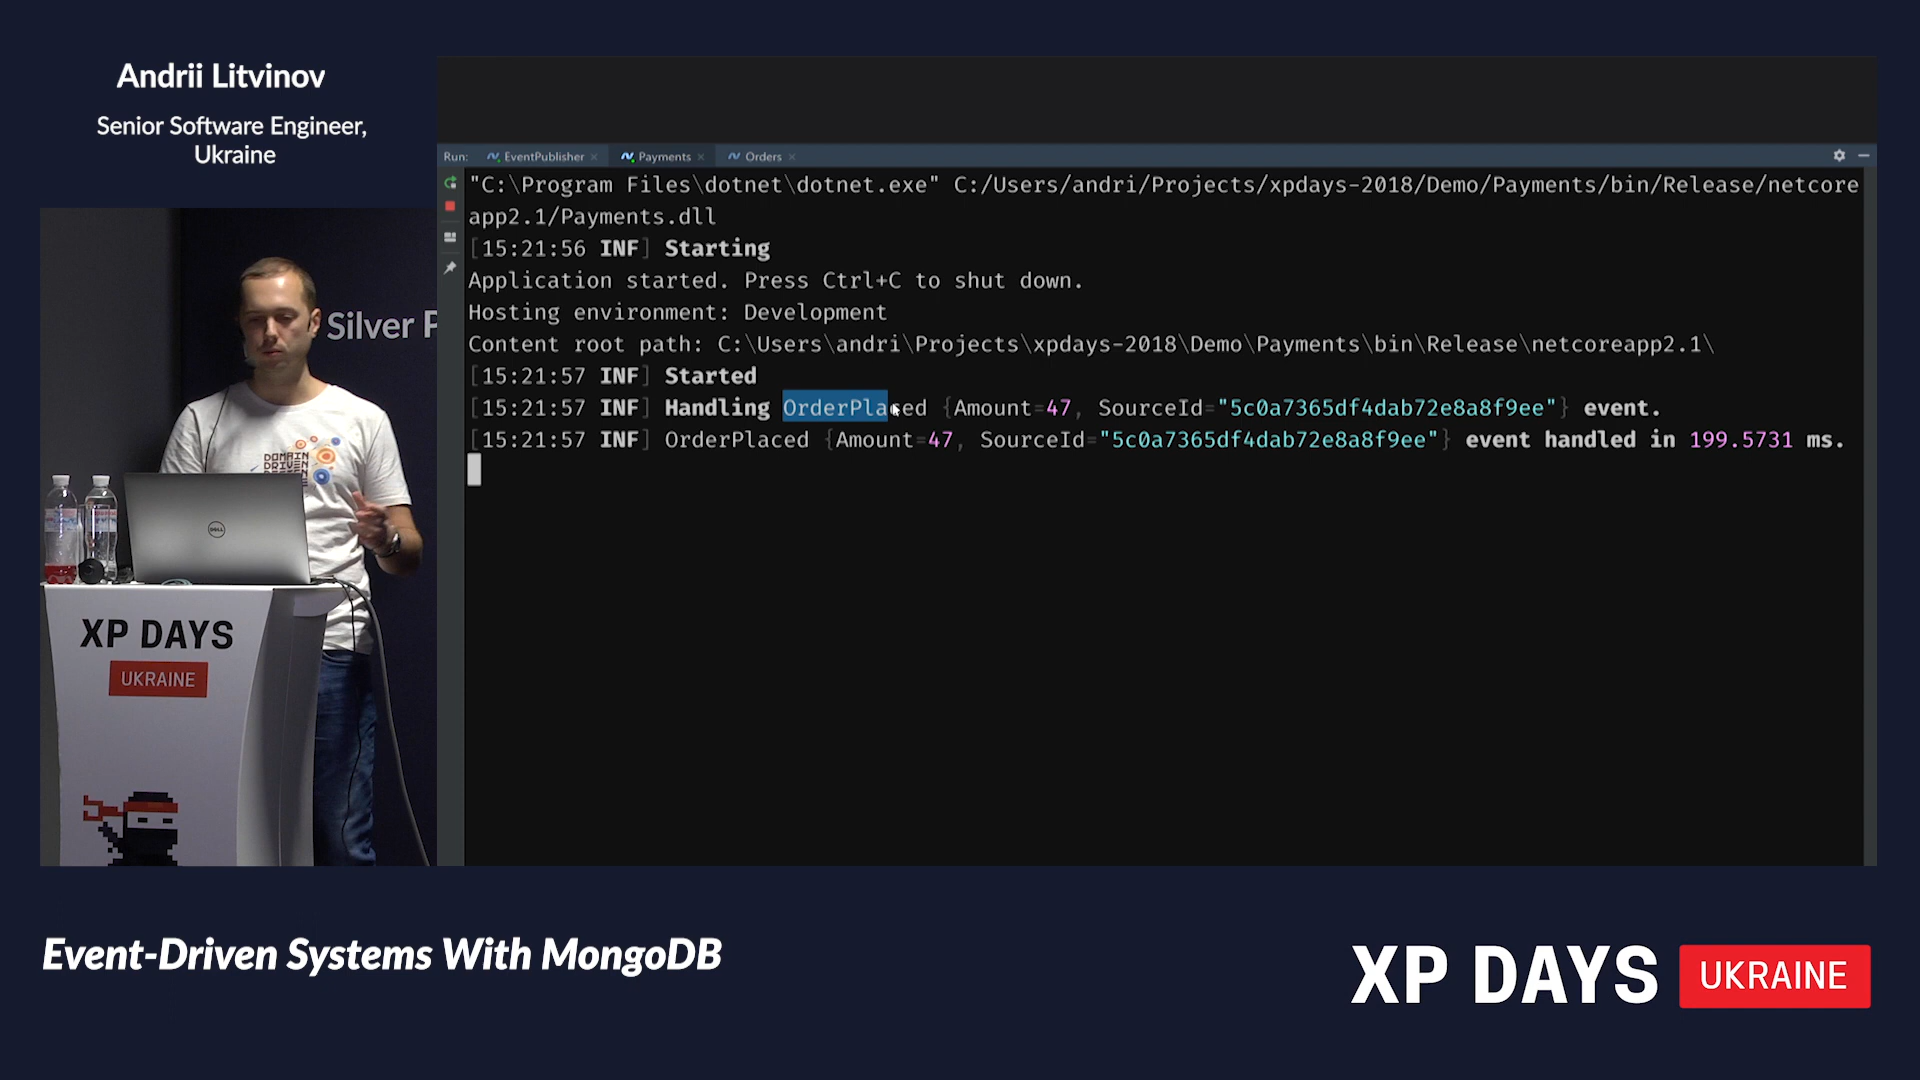 Andrii Litvinov
Senior Software Engineer,
Ukraine
Run: EventPublisher × Payments × Orders ×
"C:\Program Files\dotnet\dotnet.exe" C:/Users/andri/Projects/xpdays-2018/Demo/Payments/bin/Release/netcore
app2.1/Payments.dll
[15:21:56 INF] Starting
Application started. Press Ctrl+C to shut down.
Hosting environment: Development
Content root path: C:\Users\andri\Projects\xpdays-2018\Demo\Payments\bin\Release\netcoreapp2.1\
[15:21:57 INF] Started
[15:21:57 INF] Handling OrderPlaced {Amount=47, SourceId="5c0a7365df4dab72e8a8f9ee"} event.
[15:21:57 INF] OrderPlaced {Amount=47, SourceId="5c0a7365df4dab72e8a8f9ee"} event handled in 199.5731 ms.
Silver P
DOMAIN
DRIVE
DELL
XP DAYS
UKRAINE
Event-Driven Systems With MongoDB
XP DAYS UKRAINE